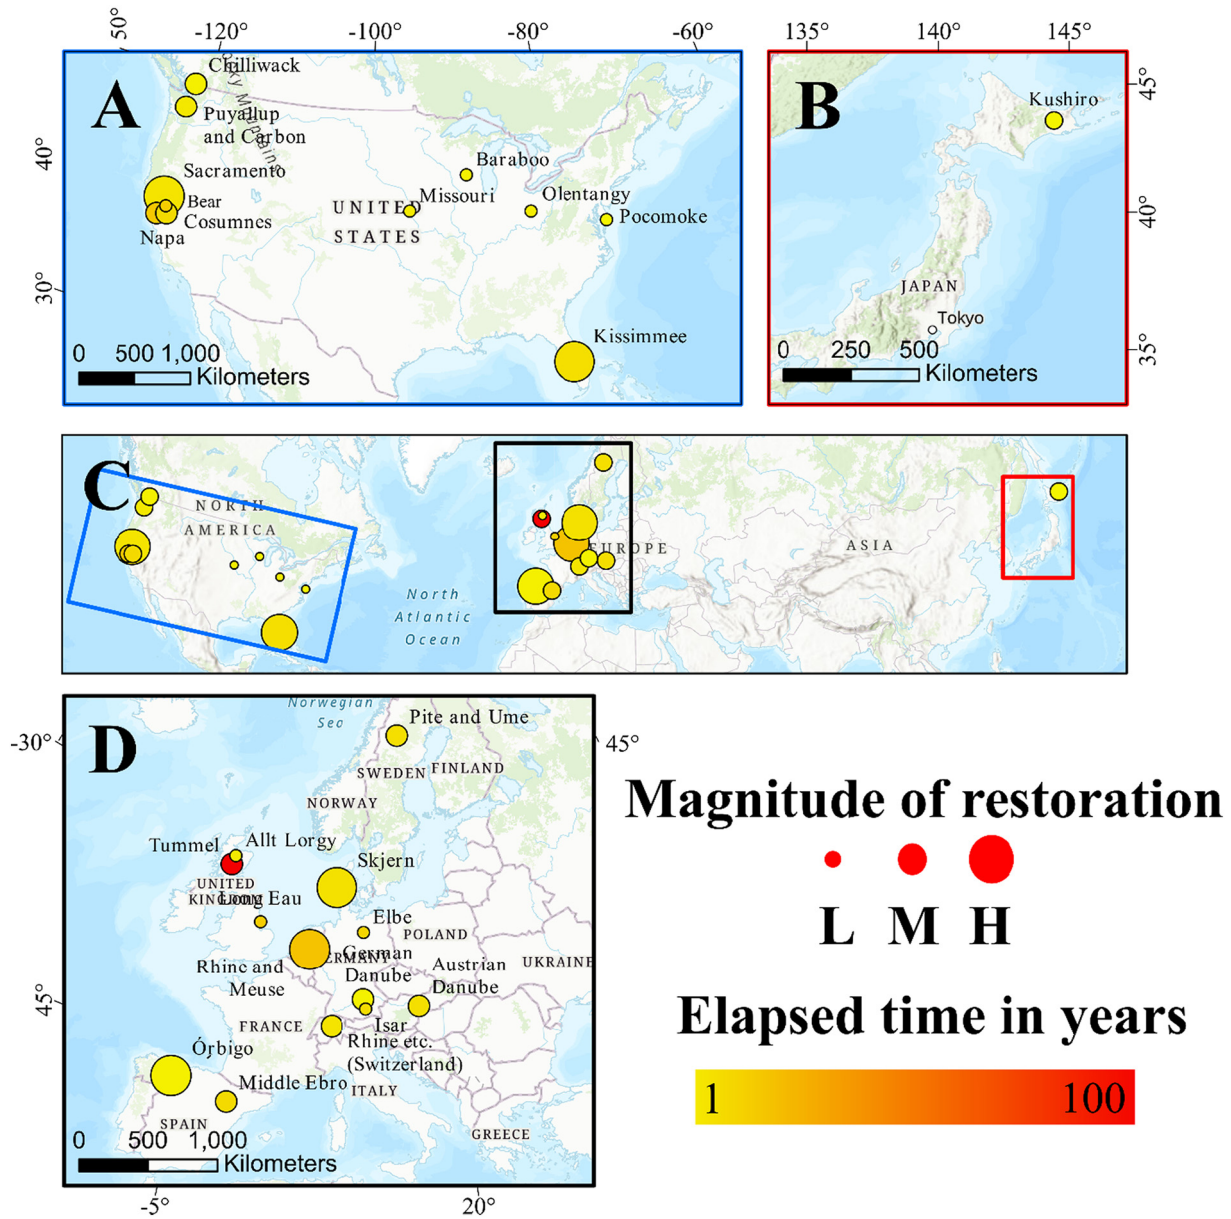 50°
-120°
-100°
-80°
-60°
135°
140°
145°
A
Chilliwack
Puyallup
and Carbon
Sacramento
Bear
Cosumnes
Napa
Baraboo
Missouri
Olentangy
Pocomoke
UNITED
STATES
Kissimmee
40°
30°
0 500 1,000
Kilometers
B
Kushiro
JAPAN
Tokyo
0 250 500
Kilometers
45°
40°
35°
C
NORTH
AMERICA
North
Atlantic
Ocean
EUROPE
ASIA
D
Norwegian
Sea
Pite and Ume
SWEDEN FINLAND
NORWAY
Tummel
Allt Lorgy
Skjern
UNITED
Long Eau
Elbe
POLAND
German
Danube
Rhine and
Meuse
Austrian
Danube
UKRAINE
Isar
FRANCE
Rhine etc.
(Switzerland)
Órbigo
Middle Ebro
ITALY
SPAIN
GREECE
0 500 1,000
Kilometers
-30°
45°
45°
-5°
20°
Magnitude of restoration
L M H
Elapsed time in years
1 100